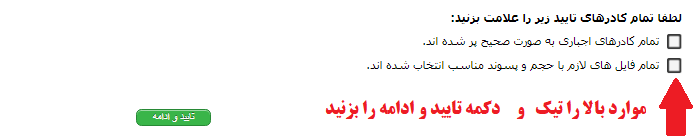 لطفا تمام کادرهای تایید زیر را علامت بزنید:
تمام کادرهای اجباری به صورت صحیح پر شده اند.
تمام فایل های لازم با حجم و پسوند مناسب انتخاب شده اند.
موارد بالا را تیک و دکمه تایید و ادامه را بزنید
تایید و ادامه